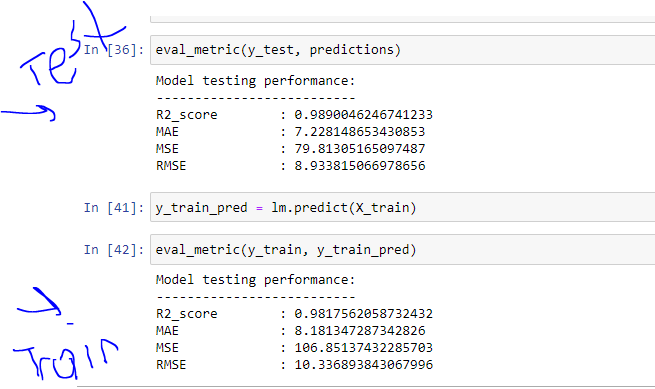 Test
In [36]: eval_metric(y_test, predictions)
Model testing performance:
--------------------------
R2_score : 0.9890046246741233
MAE : 7.228148653430853
MSE : 79.81305165097487
RMSE : 8.933815066978656
In [41]: y_train_pred = lm.predict(X_train)
In [42]: eval_metric(y_train, y_train_pred)
Model testing performance:
--------------------------
R2_score : 0.9817562058732432
MAE : 8.181347287342826
MSE : 106.85137432285703
RMSE : 10.336893843067996
Train